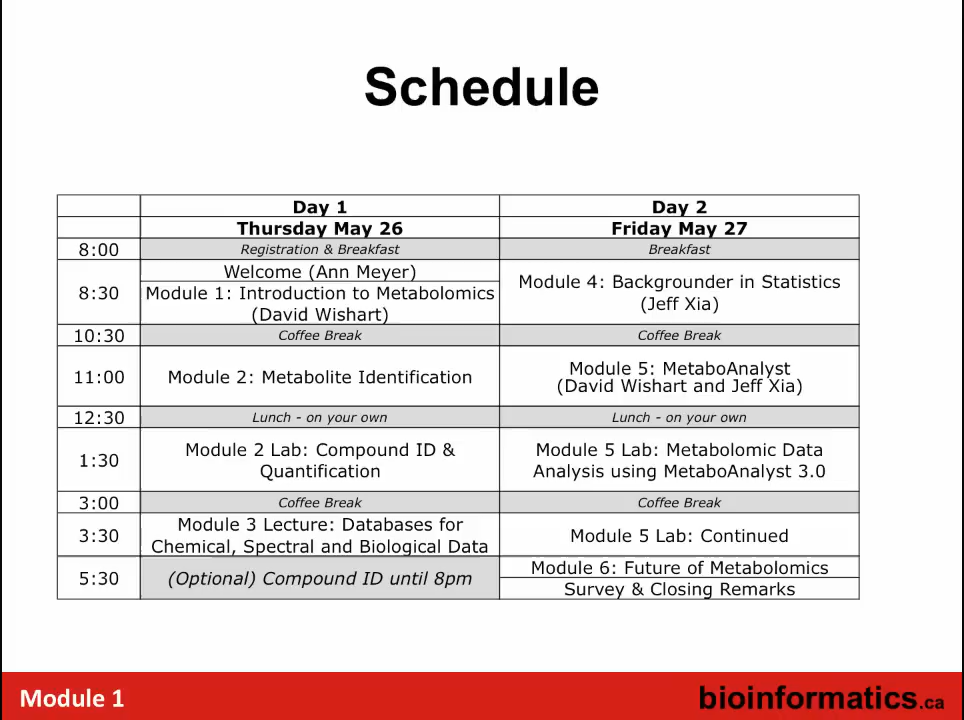 Schedule
Day 1 Day 2
Thursday May 26 Friday May 27
8:00 Registration & Breakfast Breakfast
8:30
Welcome (Ann Meyer)
Module 1: Introduction to Metabolomics
(David Wishart)
Module 4: Backgrounder in Statistics
(Jeff Xia)
10:30 Coffee Break Coffee Break
11:00 Module 2: Metabolite Identification
Module 5: MetaboAnalyst
(David Wishart and Jeff Xia)
12:30 Lunch - on your own Lunch - on your own
1:30
Module 2 Lab: Compound ID &
Quantification
Module 5 Lab: Metabolomic Data
Analysis using MetaboAnalyst 3.0
3:00 Coffee Break Coffee Break
3:30
Module 3 Lecture: Databases for
Chemical, Spectral and Biological Data
Module 5 Lab: Continued
5:30 (Optional) Compound ID until 8pm
Module 6: Future of Metabolomics
Survey & Closing Remarks
Module 1 bioinformatics.ca